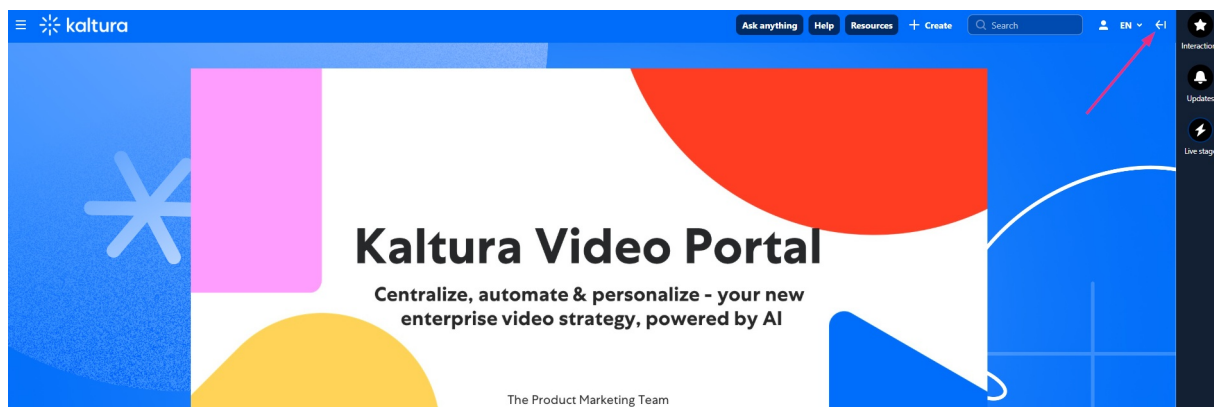 kaltura
Ask anything Help Resources + Create Search EN
Interaction
Updates
Live stag
Kaltura Video Portal
Centralize, automate & personalize - your new
enterprise video strategy, powered by AI
The Product Marketing Team